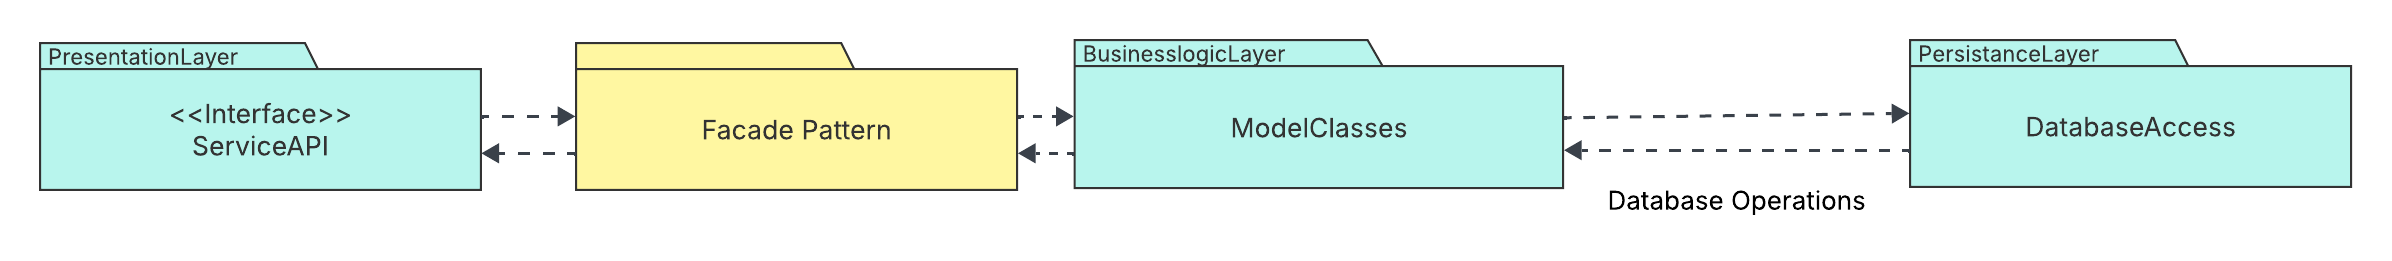 PresentationLayer
<<Interface>>
ServiceAPI
Facade Pattern
BusinesslogicLayer
ModelClasses
Database Operations
PersistanceLayer
DatabaseAccess